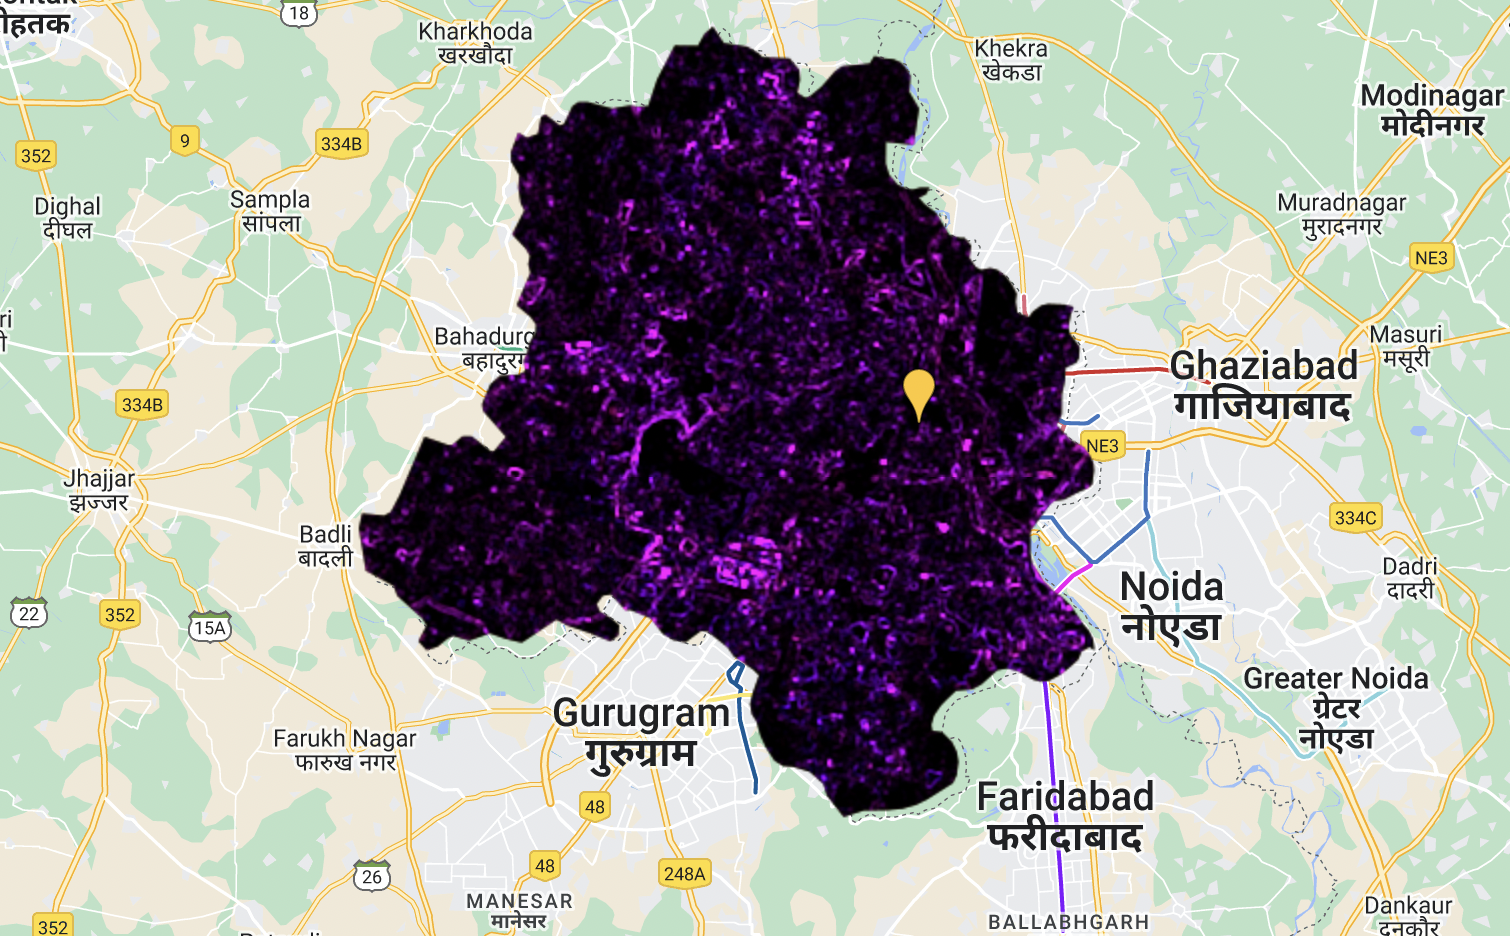 हतक
18
Kharkhoda
खरखौदा
Khekra
खेकडा
Modinagar
मोदीनगर
9
334B
352
Dighal
दीघल
Sampla
सांपला
Muradnagar
मुरादनगर
NE3
Bahadurg
बहादुरग
Masuri
मसूरी
Ghaziabad
गाजियाबाद
334B
NE3
Jhajjar
झज्जर
334C
Badli
बादली
Dadri
दादरी
Noida
नोएडा
22
352
15A
Greater Noida
ग्रेटर
नोएडा
Gurugram
गुरुग्राम
Farukh Nagar
फारुख नगर
Faridabad
फरीदाबाद
48
48
26
248A
MANESAR
मानेसर
BALLABHGARH
Dankaur
दनकौर
352